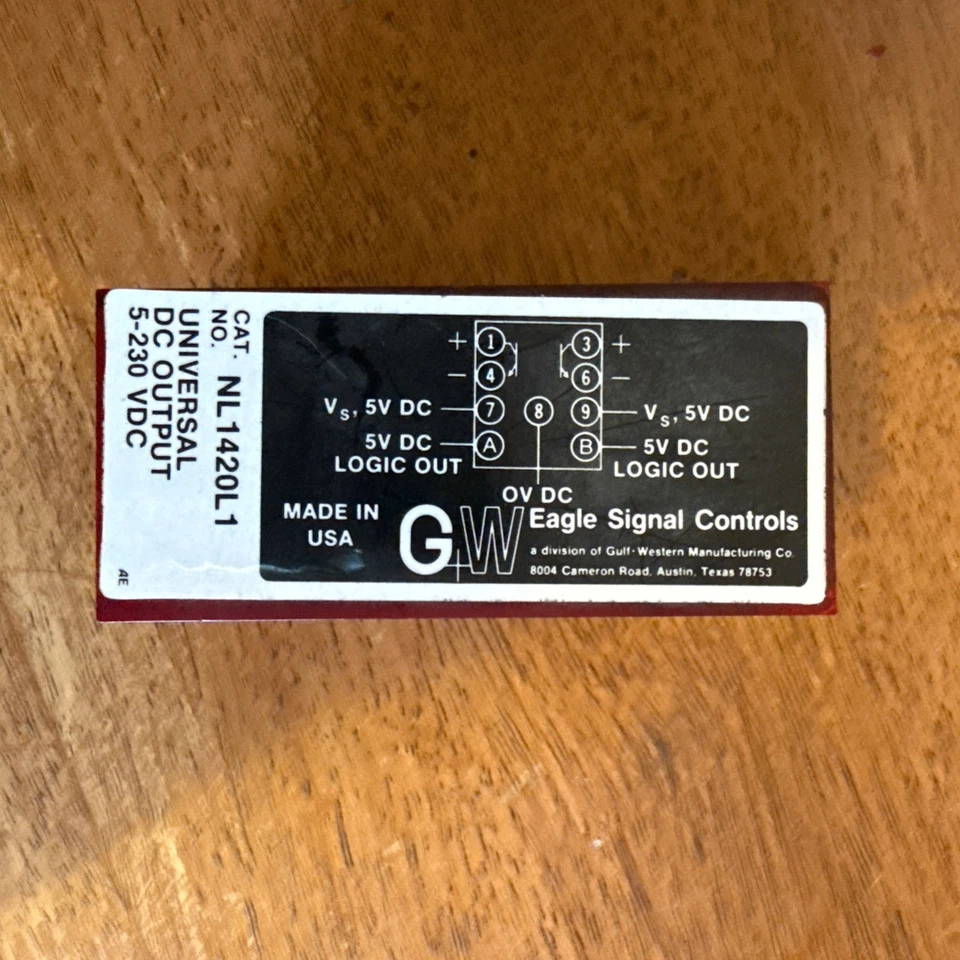 CAT.
NO. NL1420L1
UNIVERSAL
DC OUTPUT
5-230 VDC
AE
+ 1 3 +
− 4 6 −
VS, 5V DC 7 8 9 VS, 5V DC
5V DC A B 5V DC
LOGIC OUT LOGIC OUT
0V DC
MADE IN
USA
G+W
Eagle Signal Controls
a division of Gulf+Western Manufacturing Co.
8004 Cameron Road, Austin, Texas 78753